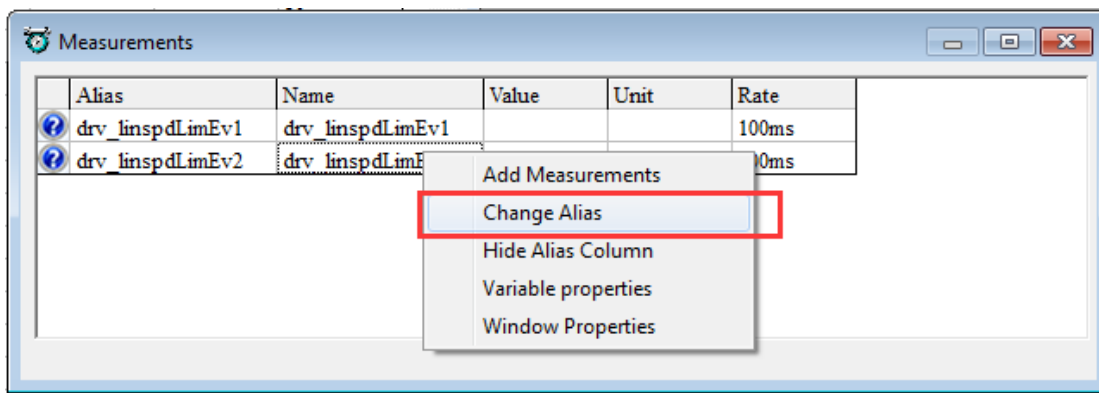 Measurements
Alias Name Value Unit Rate
drv_linspdLimEv1 drv_linspdLimEv1 100ms
drv_linspdLimEv2
Add Measurements
Change Alias
Hide Alias Column
Variable properties
Window Properties